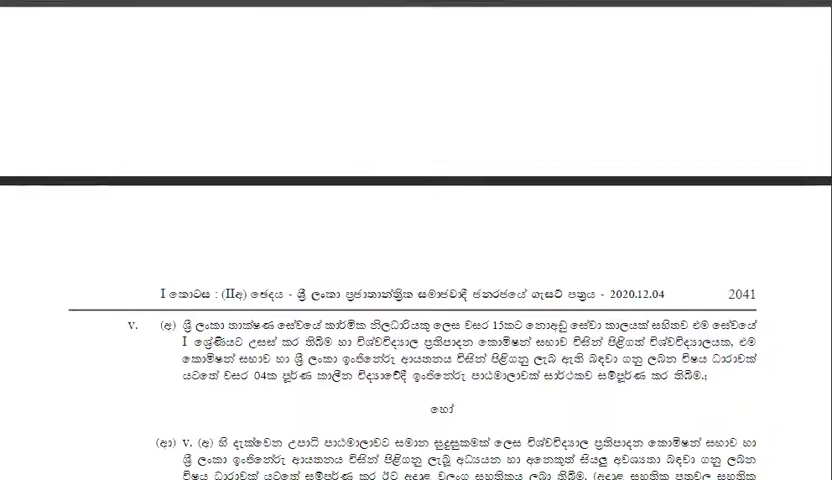 I කොටස : (IIඅ) ඡෙදය - ශ්‍රී ලංකා ප්‍රජාතාන්ත්‍රික සමාජවාදී ජනරජයේ ගැසට් පත්‍රය - 2020.12.04 2041
v. (අ) ශ්‍රී ලංකා තාක්ෂණ සේවයේ කාර්මික නිලධාරියකු ලෙස වසර 15කට නොඅඩු සේවා කාලයක් සහිතව එම සේවයේ
I ශ්‍රේණියට උසස් කර තිබීම හා විශ්වවිද්‍යාල ප්‍රතිපාදන කොමිෂන් සභාව විසින් පිළිගත් විශ්වවිද්‍යාලයක, එම
කොමිෂන් සභාව හා ශ්‍රී ලංකා ඉංජිනේරු ආයතනය විසින් පිළිගනු ලැබ ඇති බඳවා ගනු ලබන විෂය ධාරාවක්
යටතේ වසර 04ක පූර්ණ කාලීන විද්‍යාවේදී ඉංජිනේරු පාඨමාලාවක් සාර්ථකව සම්පූර්ණ කර තිබීම.;
හෝ
(ආ) v. (අ) හි දැක්වෙන උපාධි පාඨමාලාවට සමාන සුදුසුකමක් ලෙස විශ්වවිද්‍යාල ප්‍රතිපාදන කොමිෂන් සභාව හා
ශ්‍රී ලංකා ඉංජිනේරු ආයතනය විසින් පිළිගනු ලැබූ අධ්‍යයන හා අනෙකුත් සියලු අවශ්‍යතා බඳවා ගනු ලබන
විෂය ධාරාවක් යටතේ සම්පූර්ණ කර ඊට අදාළ වලංගු සහතිකය ලබා තිබීම. (අදාළ සහතික පත්‍රවල සහතික